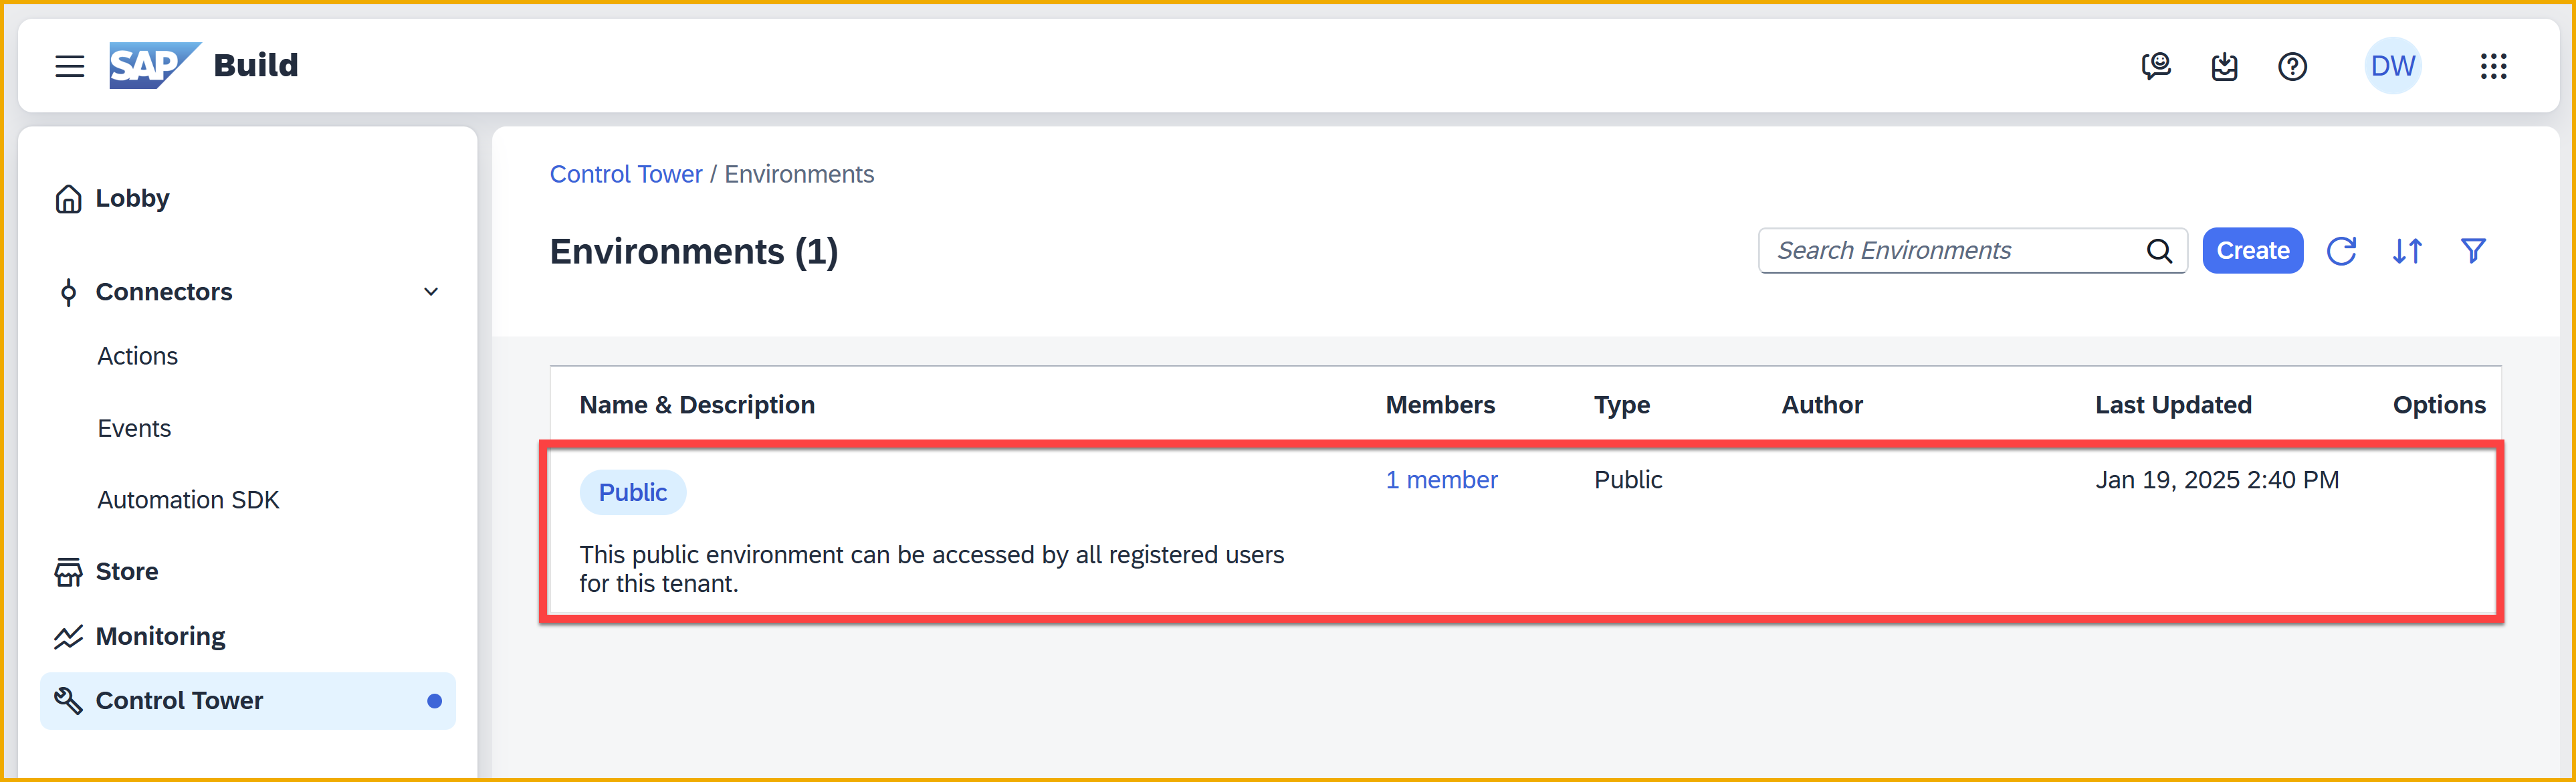 SAP Build
DW
Lobby
Connectors
Actions
Events
Automation SDK
Store
Monitoring
Control Tower
Control Tower / Environments
Environments (1)
Search Environments
Create
Name & Description Members Type Author Last Updated Options
Public 1 member Public Jan 19, 2025 2:40 PM
This public environment can be accessed by all registered users
for this tenant.